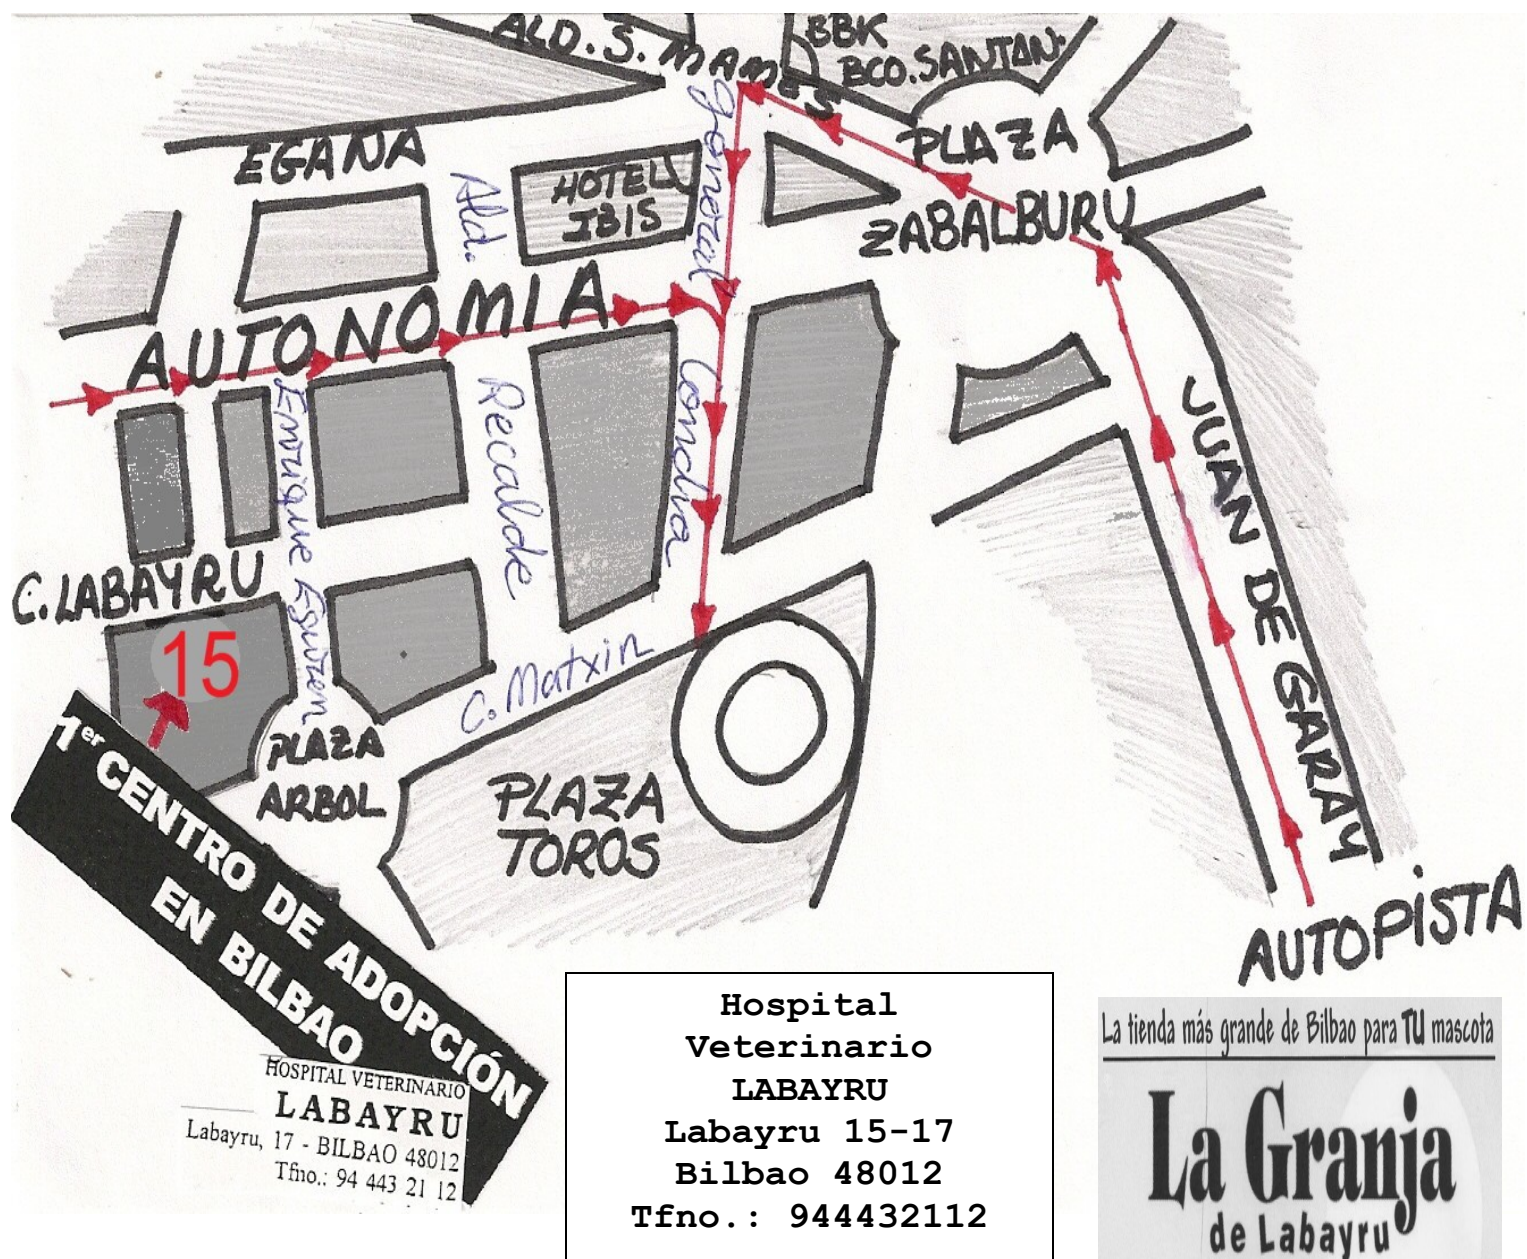 ALD. S. MAMES
BBK
BCO. SANTAN.
EGAÑA
Ald.
HOTEL
IBIS
General
PLAZA
ZABALBURU
AUTONOMIA
Enrique Eguren
Recalde
Concha
JUAN DE GARAY
C. LABAYRU
15
C. Matxin
PLAZA
ARBOL
PLAZA
TOROS
AUTOPISTA
1er CENTRO DE ADOPCIÓN
EN BILBAO
HOSPITAL VETERINARIO
LABAYRU
Labayru, 17 - BILBAO 48012
Tfno.: 94 443 21 12
Hospital
Veterinario
LABAYRU
Labayru 15-17
Bilbao 48012
Tfno.: 944432112
La tienda más grande de Bilbao para TU mascota
La Granja
de Labayru